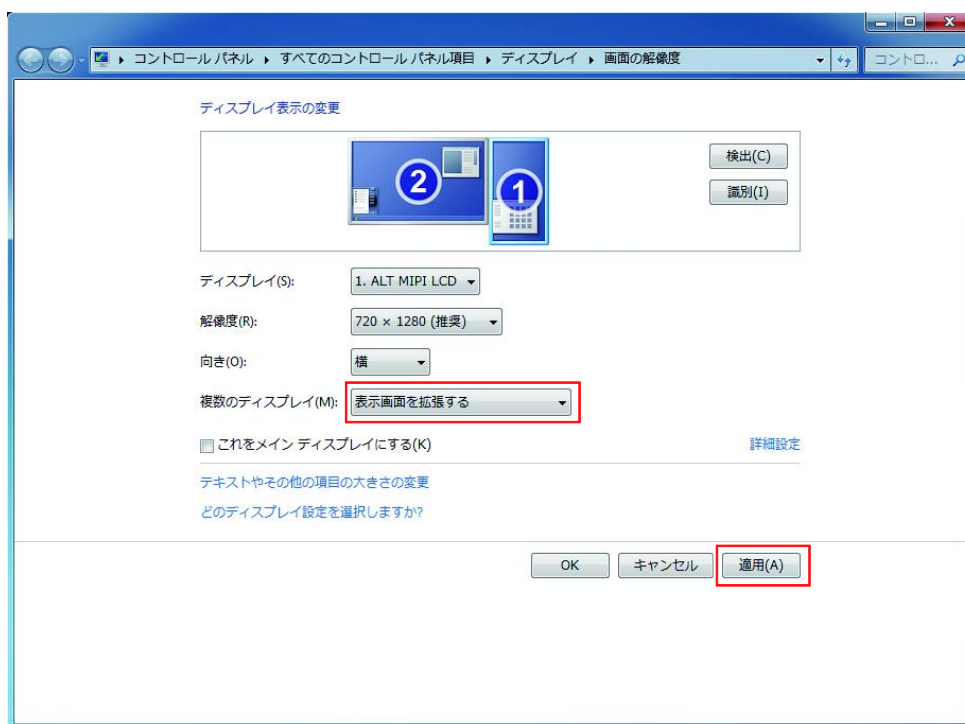 コントロール パネル ▸ すべてのコントロール パネル項目 ▸ ディスプレイ ▸ 画面の解像度
コントロ...
ディスプレイ表示の変更
2
1
検出(C)
識別(I)
ディスプレイ(S): 1. ALT MIPI LCD
解像度(R): 720 × 1280 (推奨)
向き(O): 横
複数のディスプレイ(M): 表示画面を拡張する
これをメイン ディスプレイにする(K) 詳細設定
テキストやその他の項目の大きさの変更
どのディスプレイ設定を選択しますか?
OK キャンセル 適用(A)